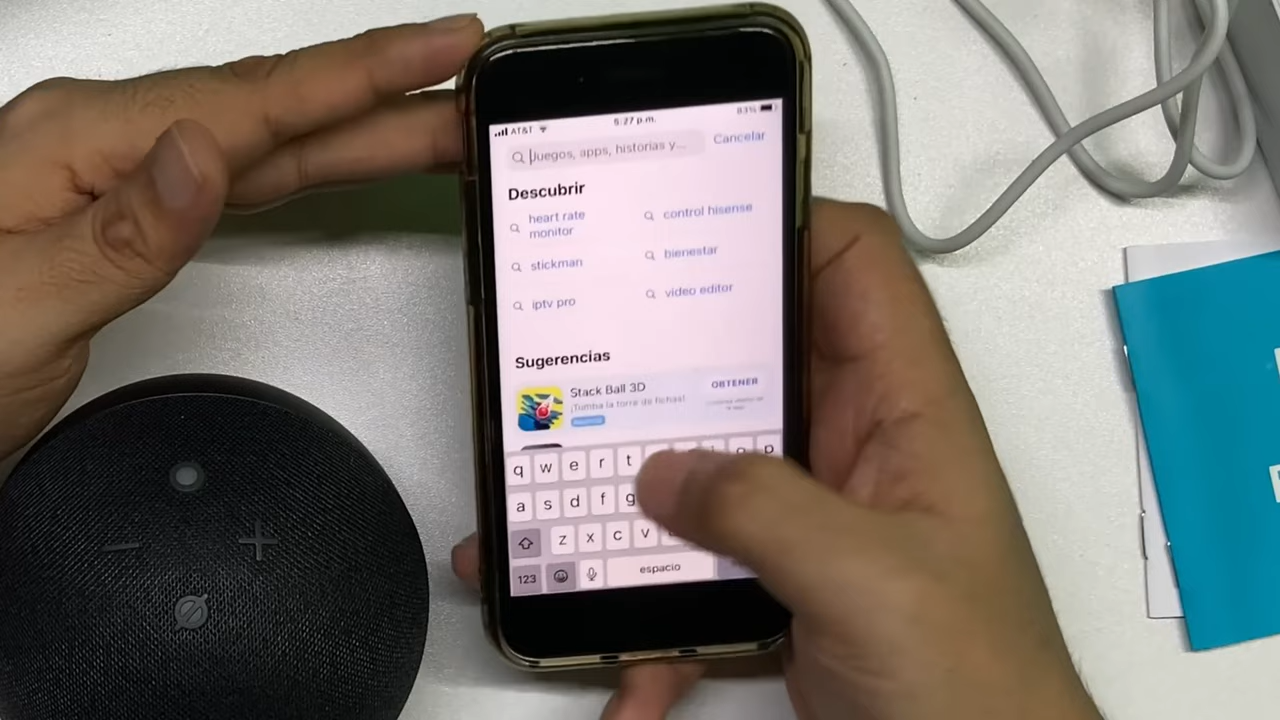 AT&T
5:27 p.m.
83%
Juegos, apps, historias y...
Cancelar
Descubrir
heart rate
monitor
control hisense
stickman
bienestar
iptv pro
video editor
Sugerencias
Stack Ball 3D
¡Tumba la torre de fichas!
OBTENER
q w e r t o p
a s d f g
z x c v
123
espacio